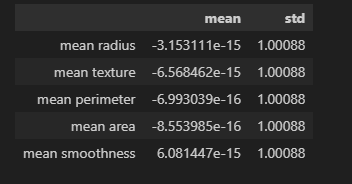 mean std
mean radius -3.153111e-15 1.00088
mean texture -6.568462e-15 1.00088
mean perimeter -6.993039e-16 1.00088
mean area -8.553985e-16 1.00088
mean smoothness 6.081447e-15 1.00088